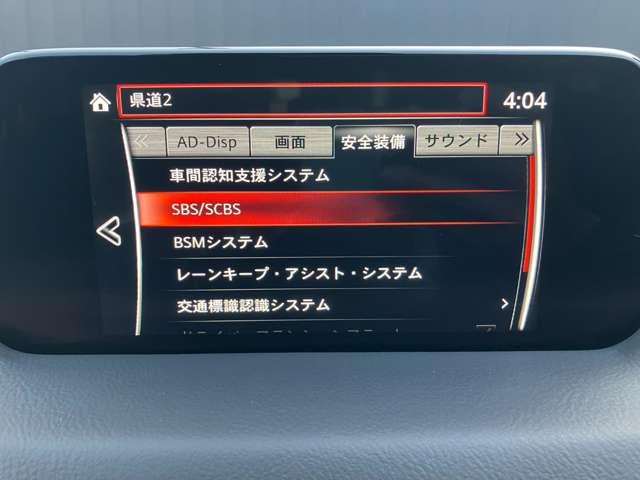 県道2
4:04
AD-Disp 画面 安全装備 サウンド
車間認知支援システム
SBS/SCBS
BSMシステム
レーンキープ・アシスト・システム
交通標識認識システム